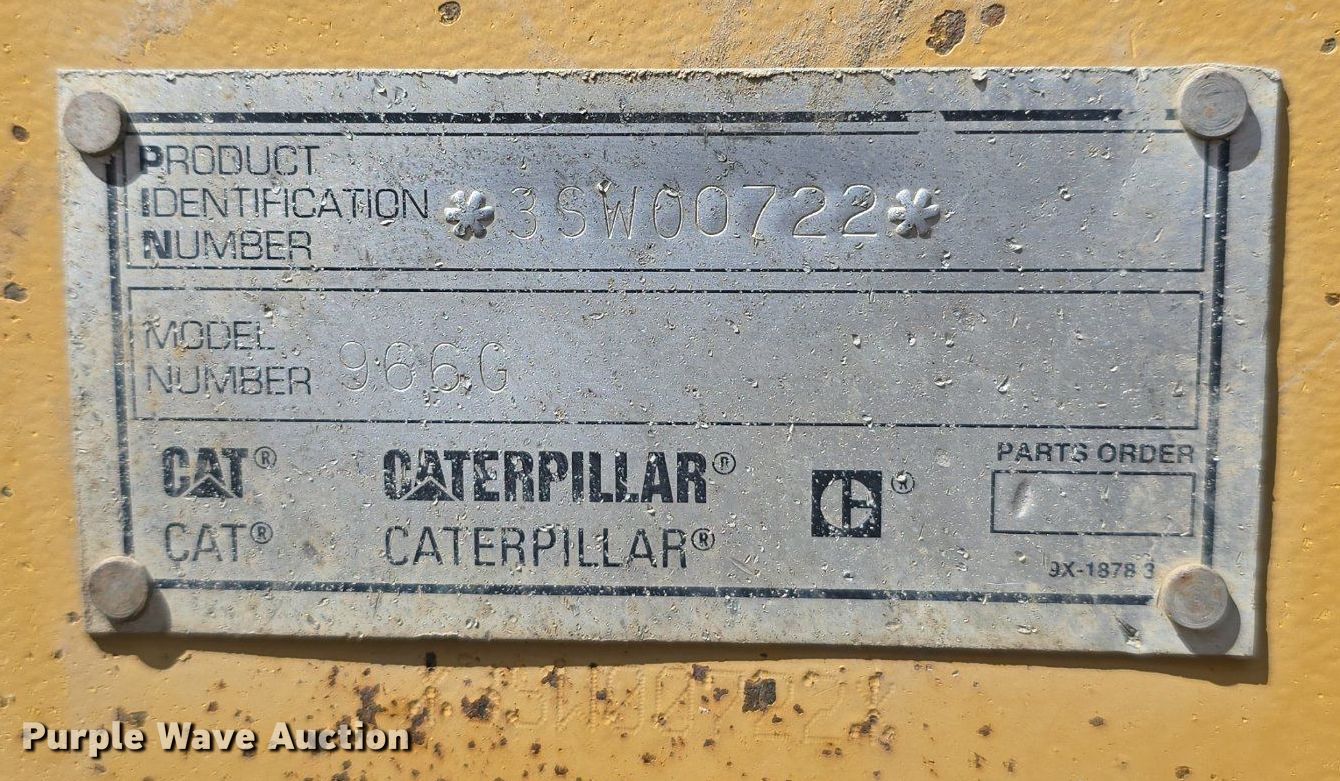 PRODUCT
IDENTIFICATION
NUMBER
*3SW00722*
MODEL
NUMBER
966G
CAT® CATERPILLAR® ®
PARTS ORDER
CAT® CATERPILLAR®
9X-1878 3
*3SW00722*
Purple Wave Auction